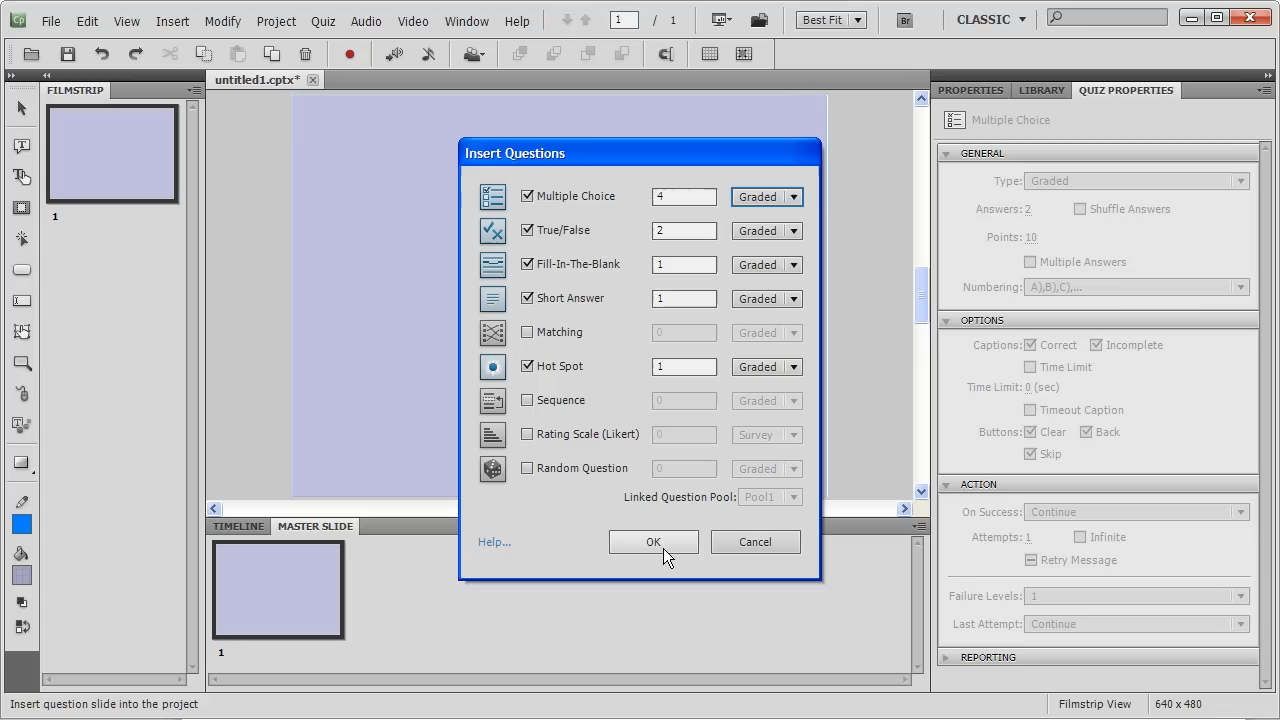 Cp File Edit View Insert Modify Project Quiz Audio Video Window Help 1 / 1 Best Fit Br CLASSIC
untitled1.cptx*
FILMSTRIP
1
Insert Questions
Multiple Choice 4 Graded
True/False 2 Graded
Fill-In-The-Blank 1 Graded
Short Answer 1 Graded
Matching 0 Graded
Hot Spot 1 Graded
Sequence 0 Graded
Rating Scale (Likert) 0 Survey
Random Question 0 Graded
Linked Question Pool: Pool1
Help... OK Cancel
TIMELINE MASTER SLIDE
1
PROPERTIES LIBRARY QUIZ PROPERTIES
Multiple Choice
GENERAL
Type: Graded
Answers: 2 Shuffle Answers
Points: 10
Multiple Answers
Numbering: A),B),C),...
OPTIONS
Captions: Correct Incomplete
Time Limit
Time Limit: 0 (sec)
Timeout Caption
Buttons: Clear Back
Skip
ACTION
On Success: Continue
Attempts: 1 Infinite
Retry Message
Failure Levels: 1
Last Attempt: Continue
REPORTING
Insert question slide into the project Filmstrip View 640 x 480